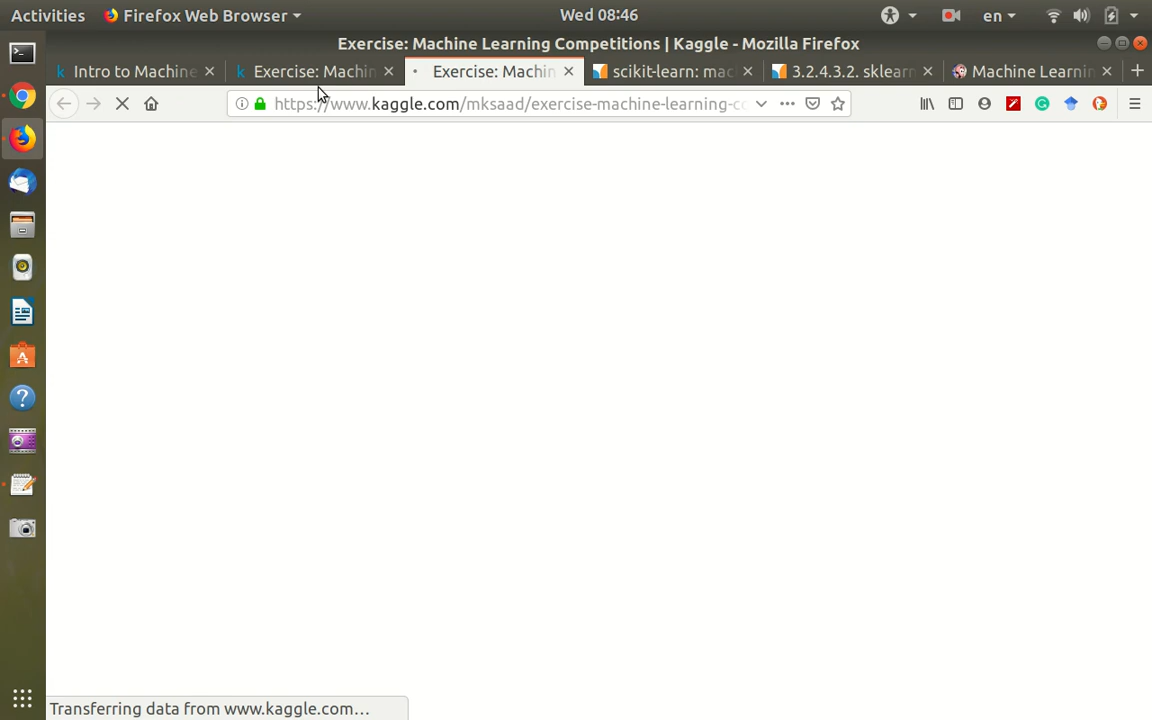 Activities Firefox Web Browser Wed 08:46 en
Exercise: Machine Learning Competitions | Kaggle - Mozilla Firefox
Intro to Machine Exercise: Machin Exercise: Machin scikit-learn: mac 3.2.4.3.2. sklearn Machine Learnin
https://www.kaggle.com/mksaad/exercise-machine-learning-co
Transferring data from www.kaggle.com…